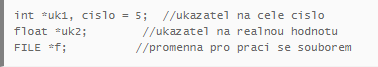 int *uk1, cislo = 5;  //ukazatel na cele cislo
float *uk2;        //ukazatel na realnou hodnotu
FILE *f;          //promenna pro praci se souborem